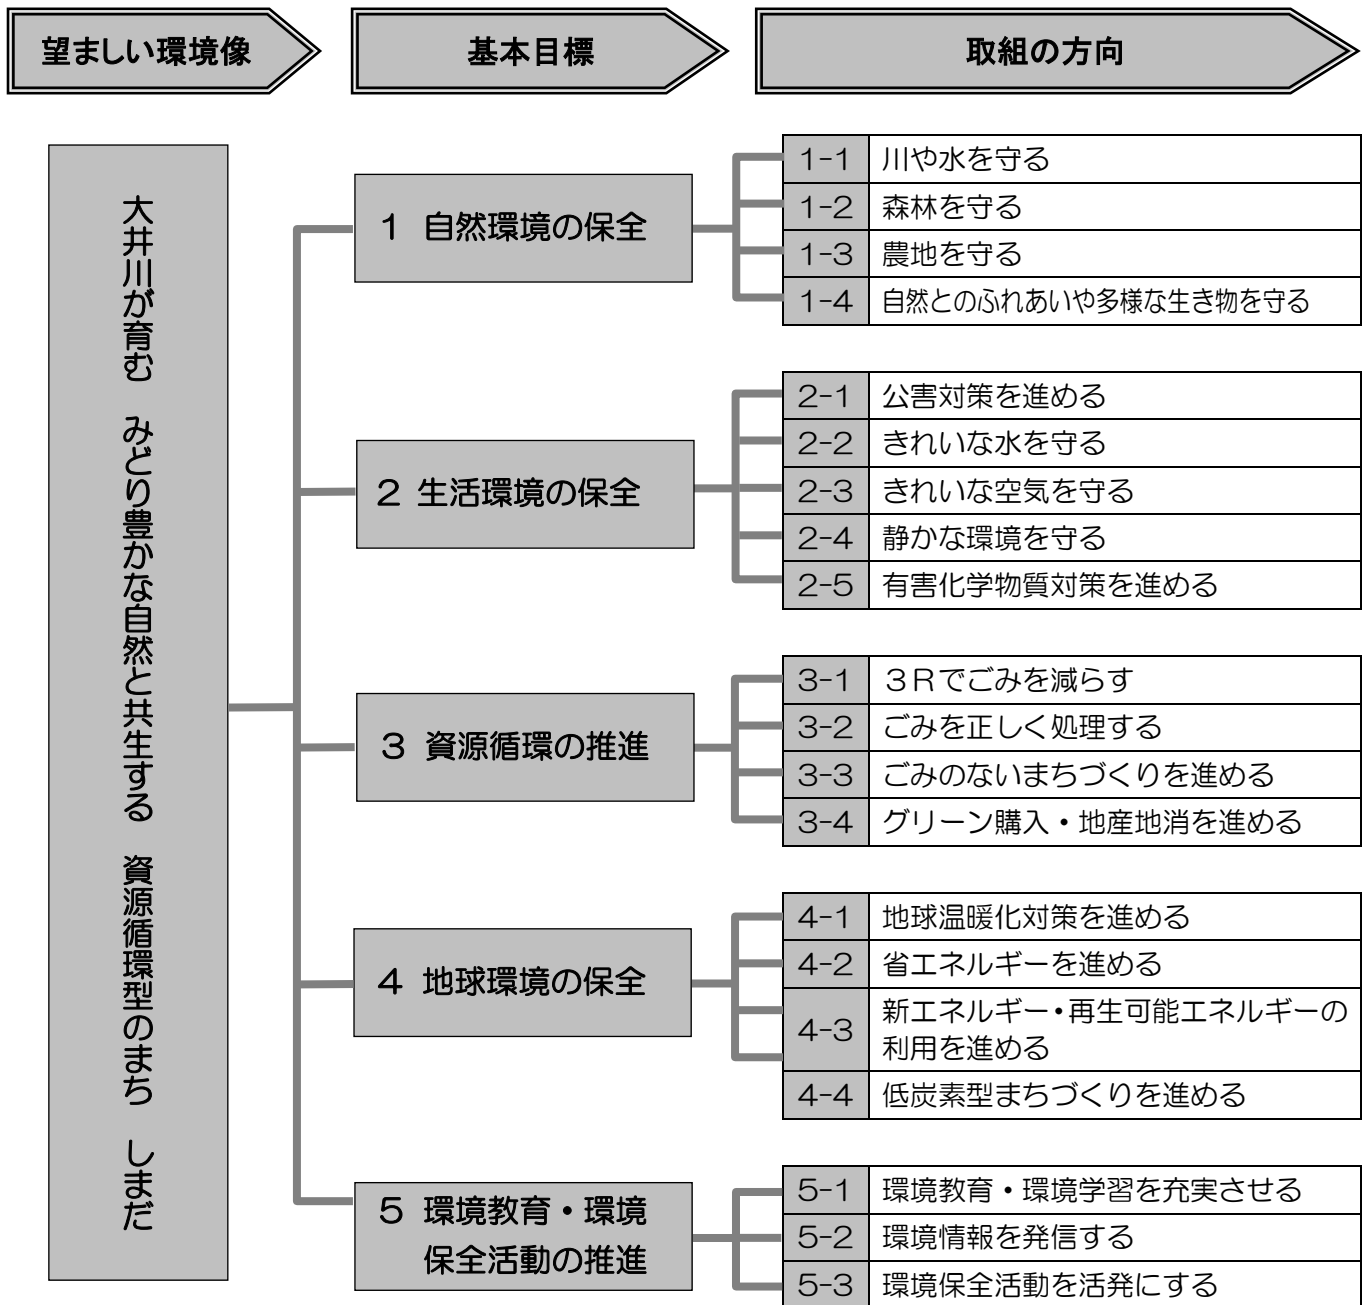 望ましい環境像
基本目標
取組の方向
大井川が育む　みどり豊かな自然と共生する　資源循環型のまち　しまだ
1 自然環境の保全
1-1 川や水を守る
1-2 森林を守る
1-3 農地を守る
1-4 自然とのふれあいや多様な生き物を守る
2 生活環境の保全
2-1 公害対策を進める
2-2 きれいな水を守る
2-3 きれいな空気を守る
2-4 静かな環境を守る
2-5 有害化学物質対策を進める
3 資源循環の推進
3-1 ３Ｒでごみを減らす
3-2 ごみを正しく処理する
3-3 ごみのないまちづくりを進める
3-4 グリーン購入・地産地消を進める
4 地球環境の保全
4-1 地球温暖化対策を進める
4-2 省エネルギーを進める
4-3 新エネルギー・再生可能エネルギーの
利用を進める
4-4 低炭素型まちづくりを進める
5 環境教育・環境
保全活動の推進
5-1 環境教育・環境学習を充実させる
5-2 環境情報を発信する
5-3 環境保全活動を活発にする